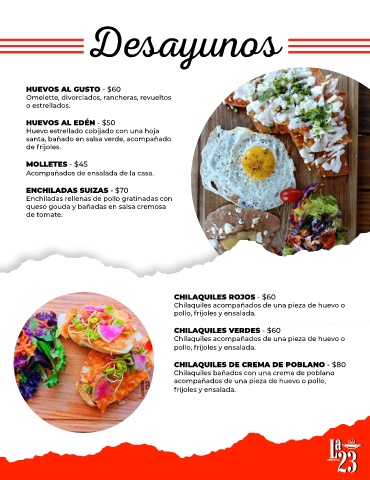 Desayunos
HUEVOS AL GUSTO - $60
Omelette, divorciados, rancheras, revueltos
o estrellados.
HUEVOS AL EDÉN - $50
Huevo estrellado cobijado con una hoja
santa, bañado en salsa verde, acompañado
de frijoles.
MOLLETES - $45
Acompañados de ensalada de la casa.
ENCHILADAS SUIZAS - $70
Enchiladas rellenas de pollo gratinadas con
queso gouda y bañadas en salsa cremosa
de tomate.
CHILAQUILES ROJOS - $60
Chilaquiles acompañados de una pieza de huevo o
pollo, frijoles y ensalada.
CHILAQUILES VERDES - $60
Chilaquiles acompañados de una pieza de huevo o
pollo, frijoles y ensalada.
CHILAQUILES DE CREMA DE POBLANO - $80
Chilaquiles bañados con una crema de poblano
acompañados de una pieza de huevo o pollo,
frijoles y ensalada.
La
23